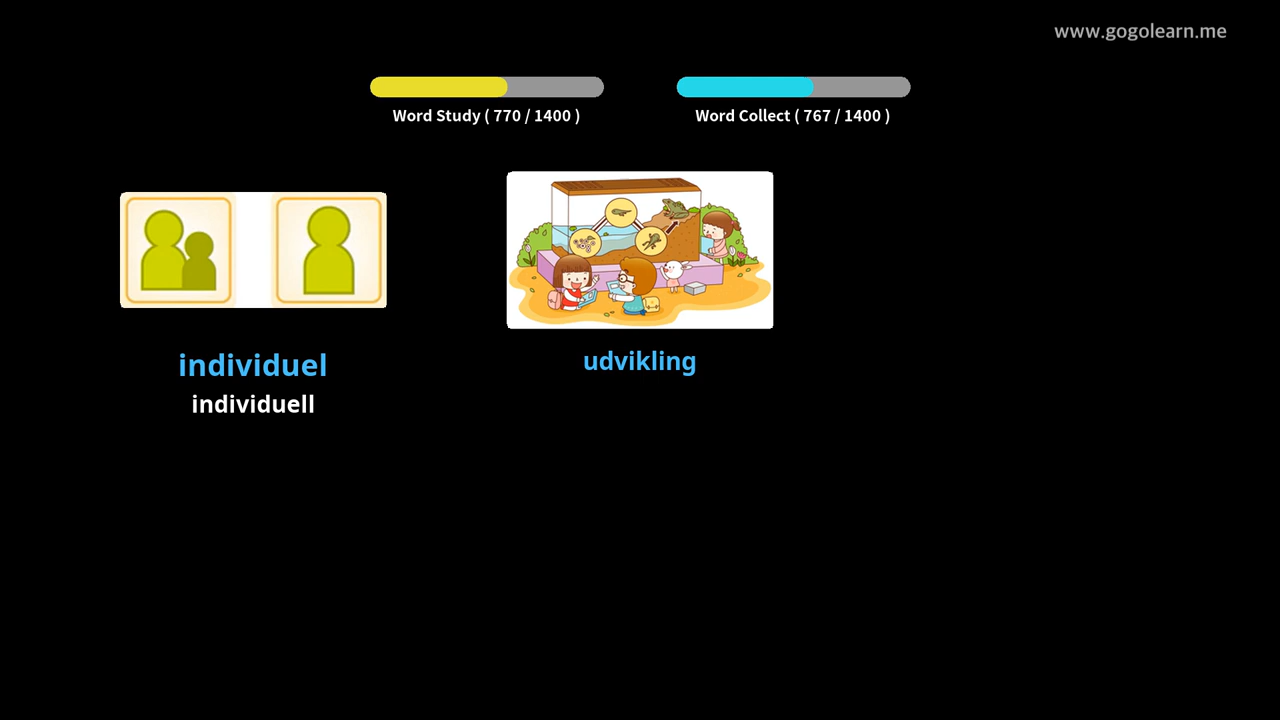 www.gogolearn.me
Word Study ( 770 / 1400 )
Word Collect ( 767 / 1400 )
individuel
individuell
udvikling